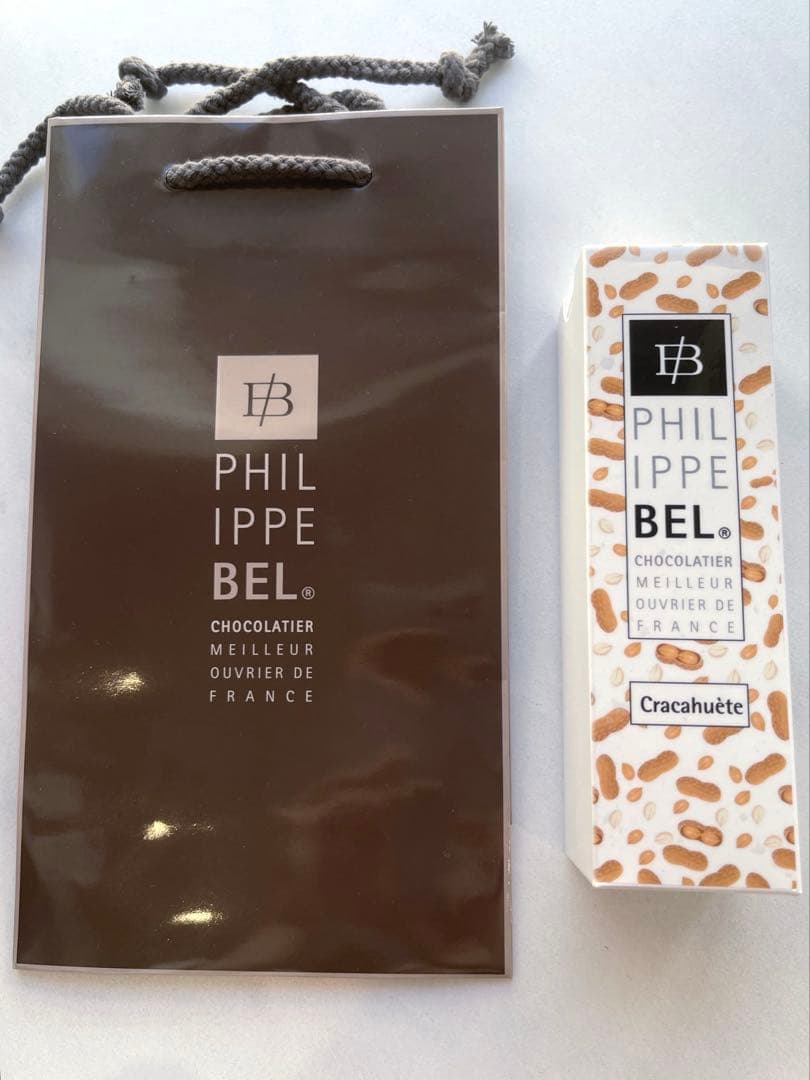 PB
PHIL
IPPE
BEL®
CHOCOLATIER
MEILLEUR
OUVRIER DE
FRANCE
PB
PHIL
IPPE
BEL®
CHOCOLATIER
MEILLEUR
OUVRIER DE
FRANCE
Cracahuète